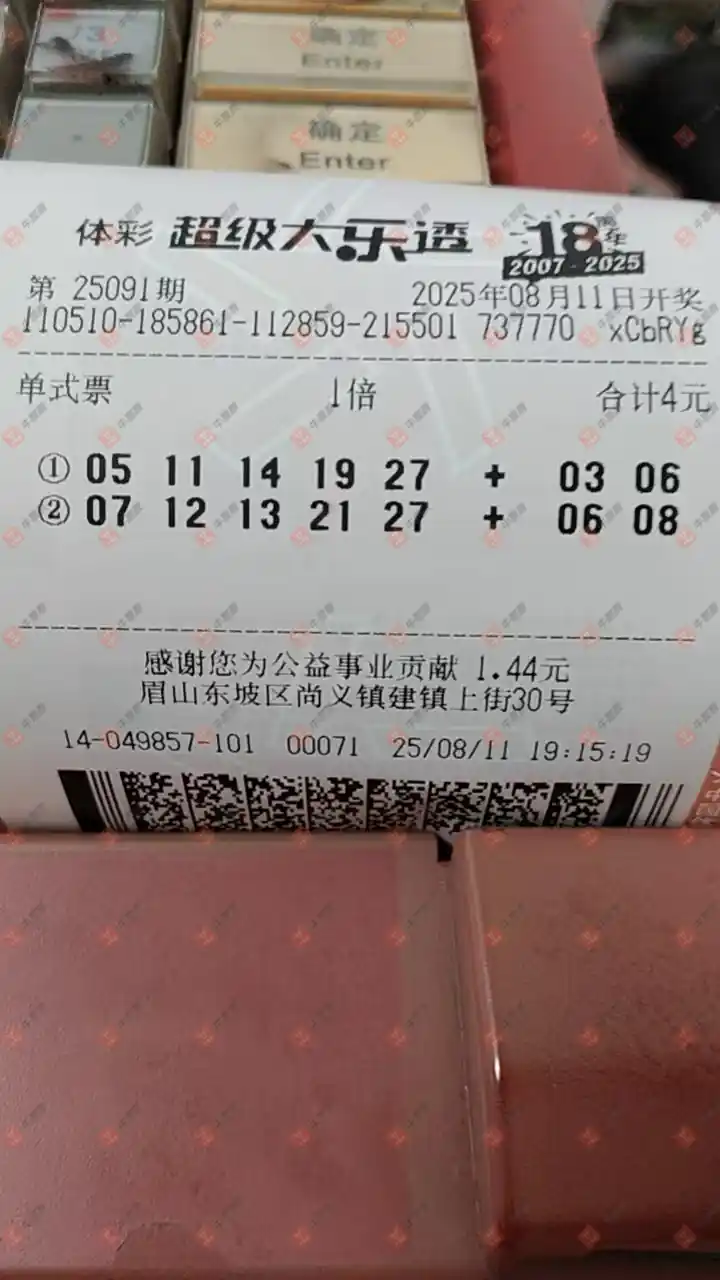 确定
Enter
确定
Enter
体彩 超级大乐透 18周年
2007-2025
第 25091期 2025年08月11日开奖
110510-185861-112859-215501 737770 xCbRYg
单式票 1倍 合计4元
① 05 11 14 19 27 + 03 06
② 07 12 13 21 27 + 06 08
感谢您为公益事业贡献 1.44元
眉山东坡区尚义镇建镇上街30号
14-049857-101 00071 25/08/11 19:15:19